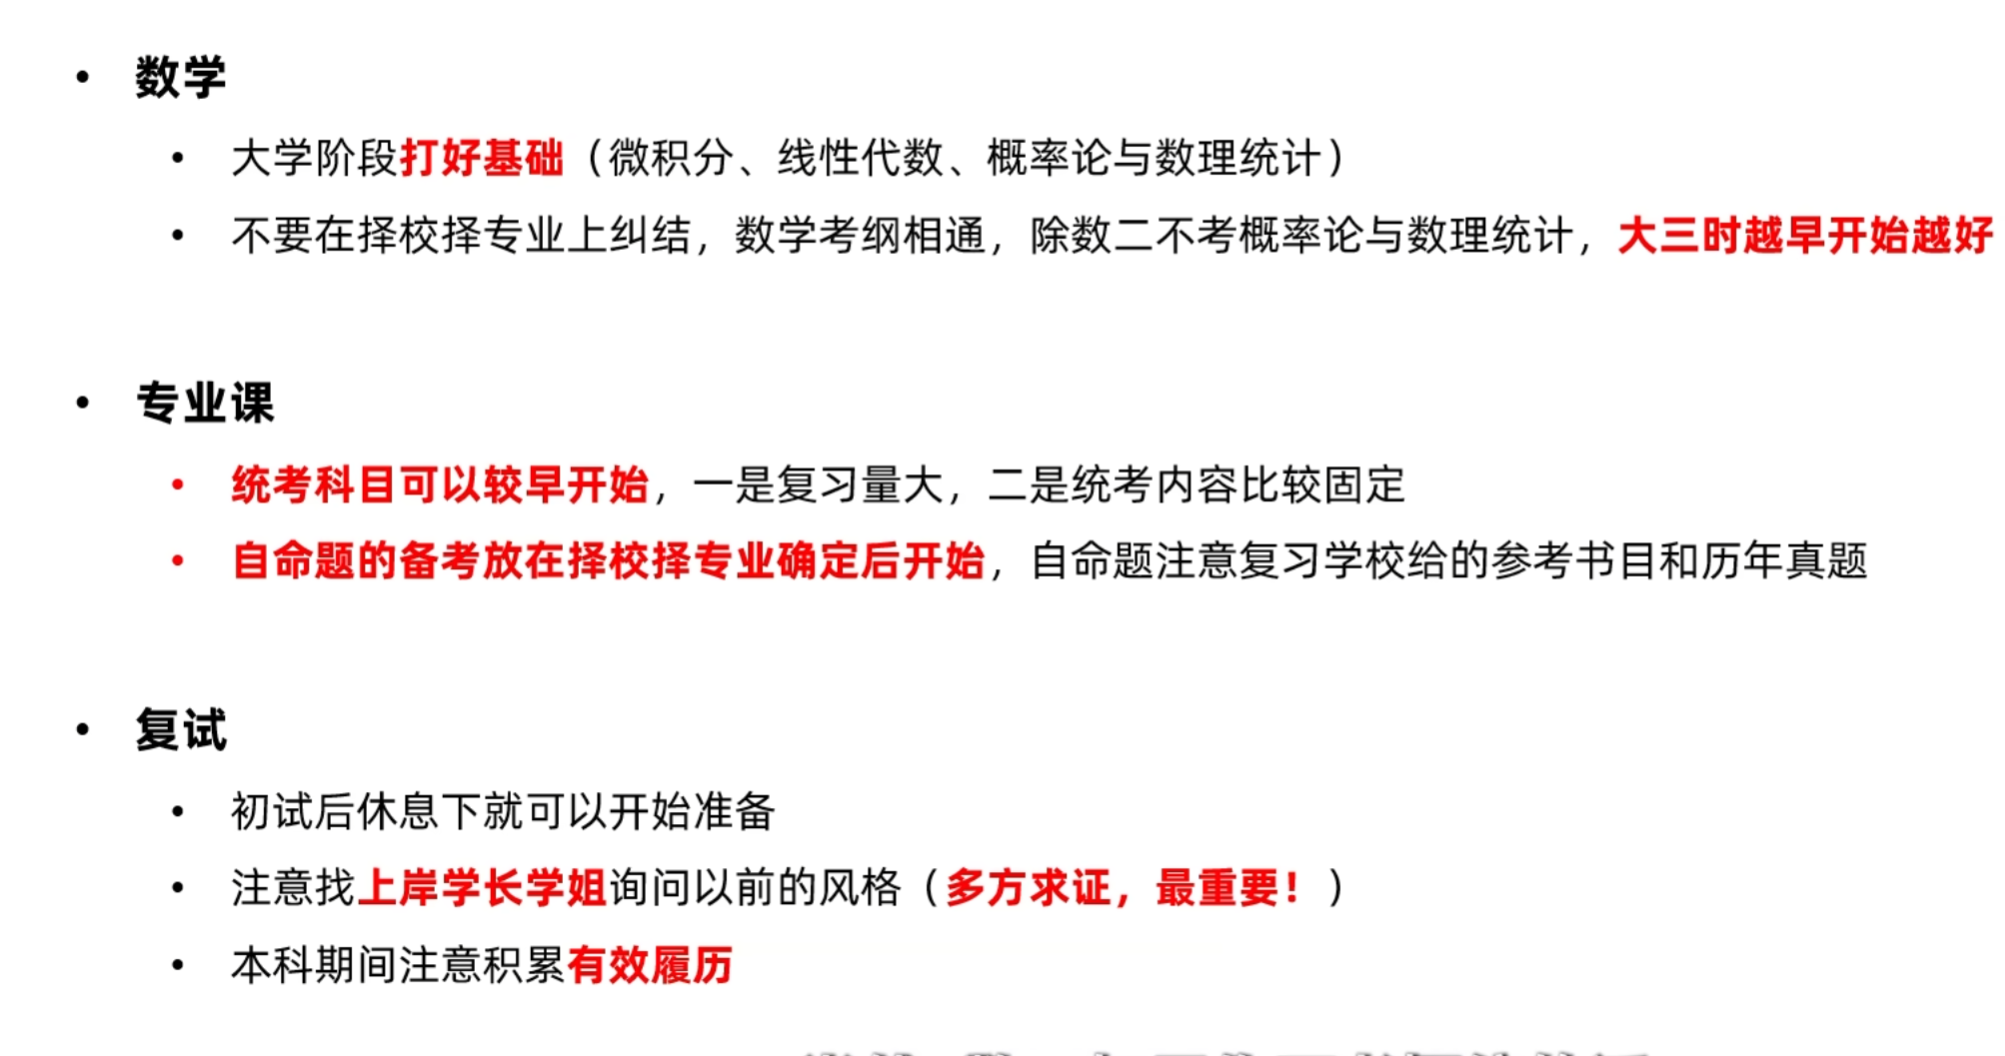 • 数学
• 大学阶段打好基础（微积分、线性代数、概率论与数理统计）
• 不要在择校择专业上纠结，数学考纲相通，除数二不考概率论与数理统计，大三时越早开始越好
• 专业课
• 统考科目可以较早开始，一是复习量大，二是统考内容比较固定
• 自命题的备考放在择校择专业确定后开始，自命题注意复习学校给的参考书目和历年真题
• 复试
• 初试后休息下就可以开始准备
• 注意找上岸学长学姐询问以前的风格（多方求证，最重要！）
• 本科期间注意积累有效履历